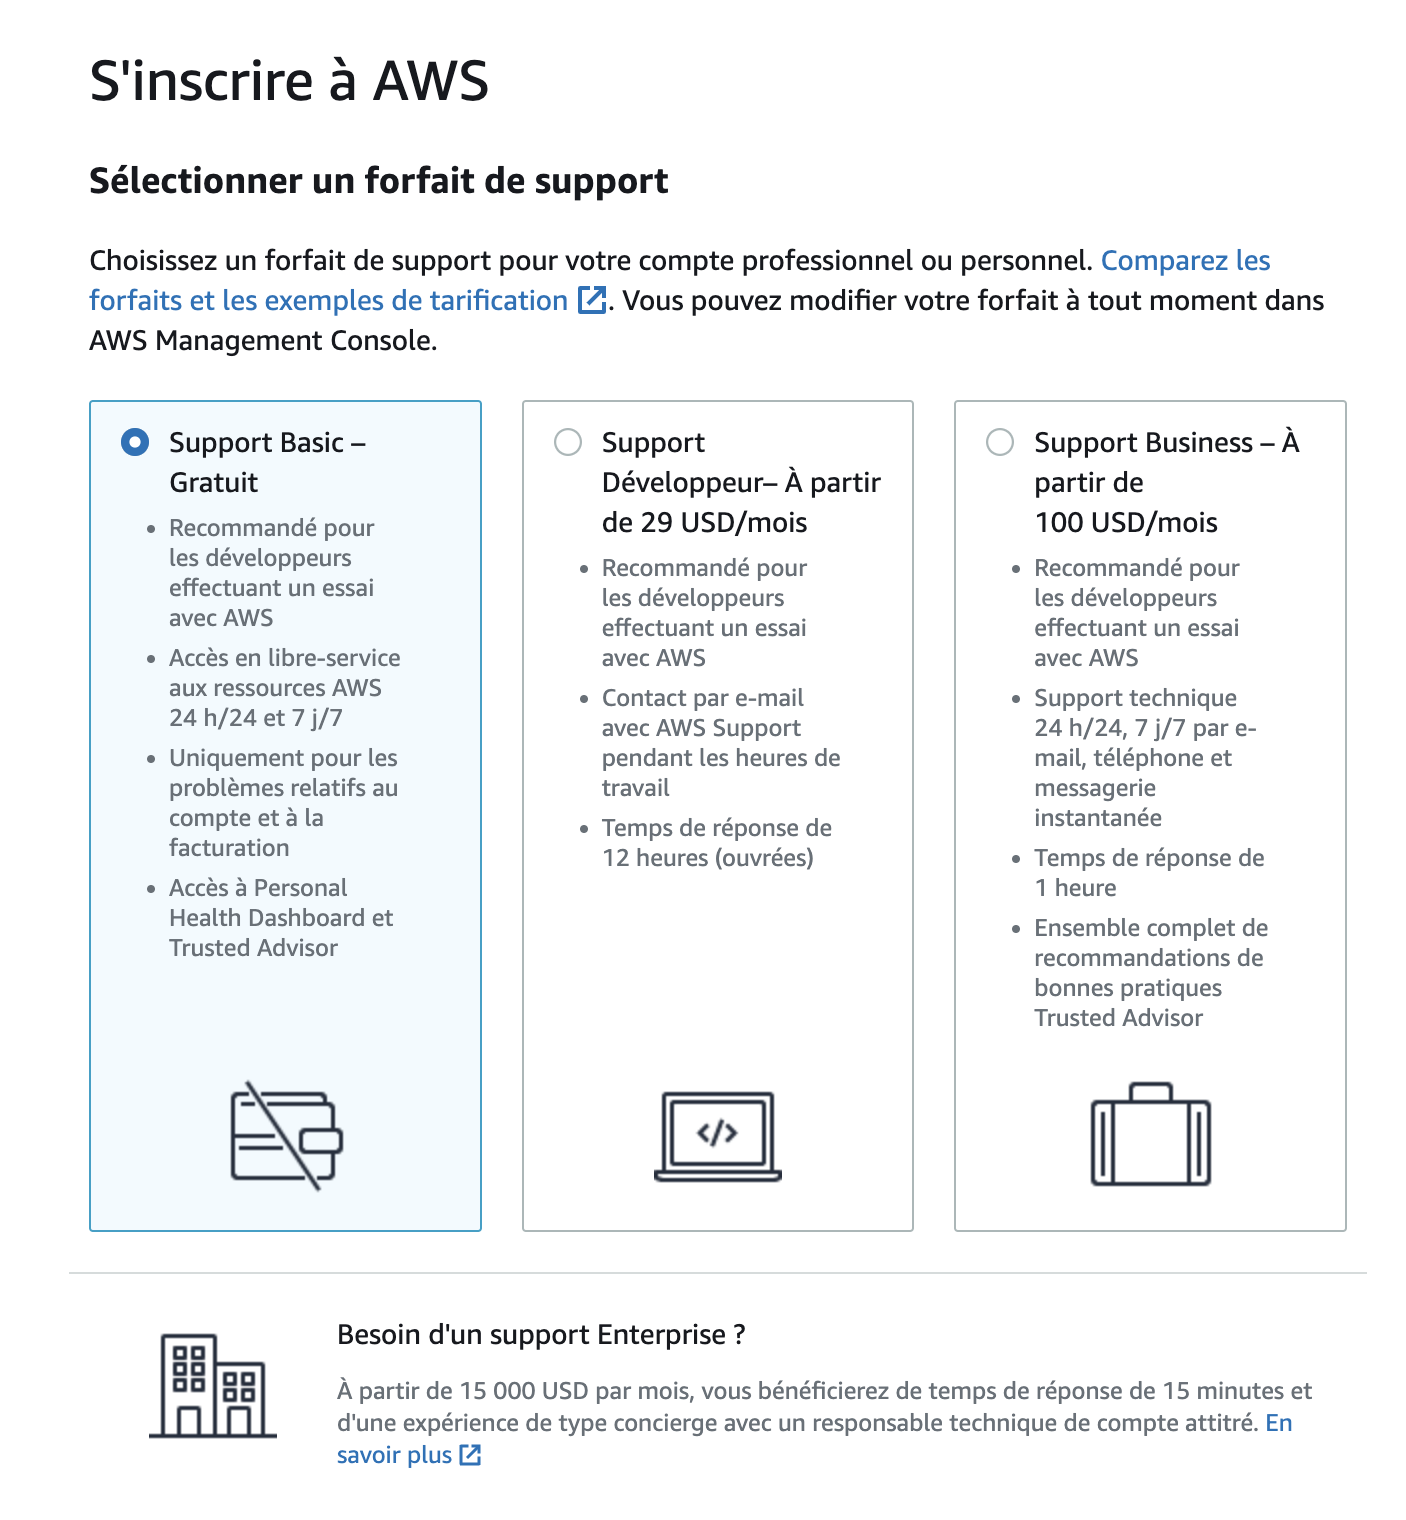 S'inscrire à AWS
Sélectionner un forfait de support
Choisissez un forfait de support pour votre compte professionnel ou personnel. Comparez les
forfaits et les exemples de tarification. Vous pouvez modifier votre forfait à tout moment dans
AWS Management Console.
Support Basic –
Gratuit
• Recommandé pour
les développeurs
effectuant un essai
avec AWS
• Accès en libre-service
aux ressources AWS
24 h/24 et 7 j/7
• Uniquement pour les
problèmes relatifs au
compte et à la
facturation
• Accès à Personal
Health Dashboard et
Trusted Advisor
Support
Développeur– À partir
de 29 USD/mois
• Recommandé pour
les développeurs
effectuant un essai
avec AWS
• Contact par e-mail
avec AWS Support
pendant les heures de
travail
• Temps de réponse de
12 heures (ouvrées)
</>
Support Business – À
partir de
100 USD/mois
• Recommandé pour
les développeurs
effectuant un essai
avec AWS
• Support technique
24 h/24, 7 j/7 par e-
mail, téléphone et
messagerie
instantanée
• Temps de réponse de
1 heure
• Ensemble complet de
recommandations de
bonnes pratiques
Trusted Advisor
Besoin d'un support Enterprise ?
À partir de 15 000 USD par mois, vous bénéficierez de temps de réponse de 15 minutes et
d'une expérience de type concierge avec un responsable technique de compte attitré. En
savoir plus